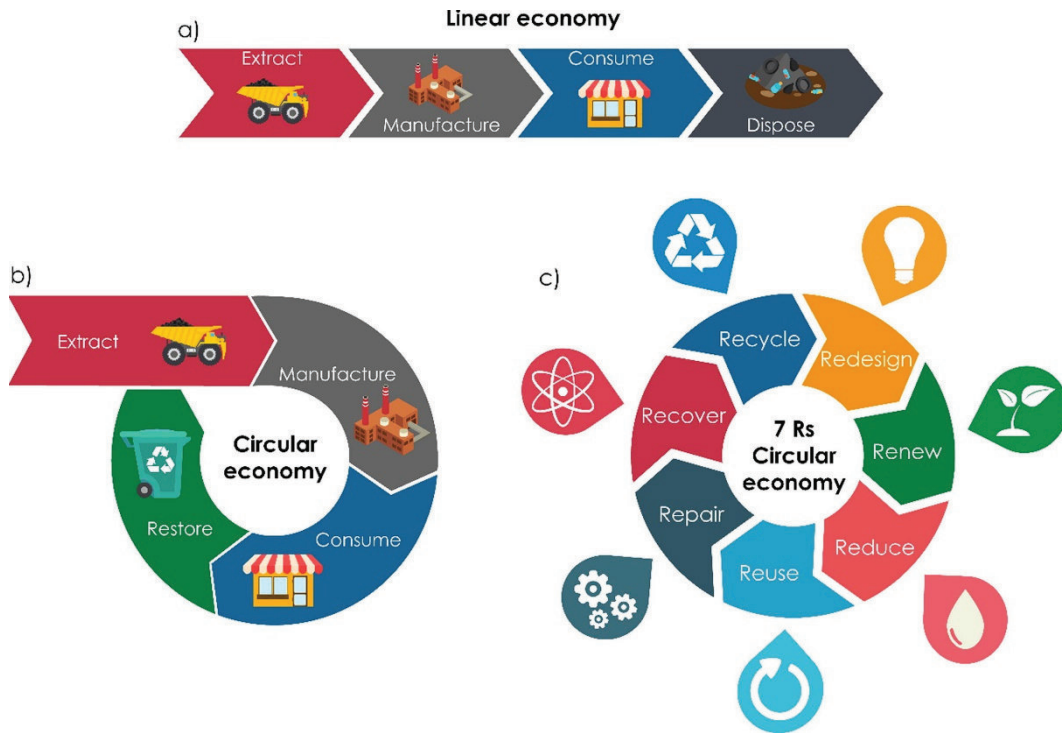 Linear economy
a)
Extract
Manufacture
Consume
Dispose
b)
Extract
Manufacture
Circular
economy
Restore
Consume
c)
Recycle
Redesign
Recover
7 Rs
Circular
economy
Renew
Repair
Reduce
Reuse